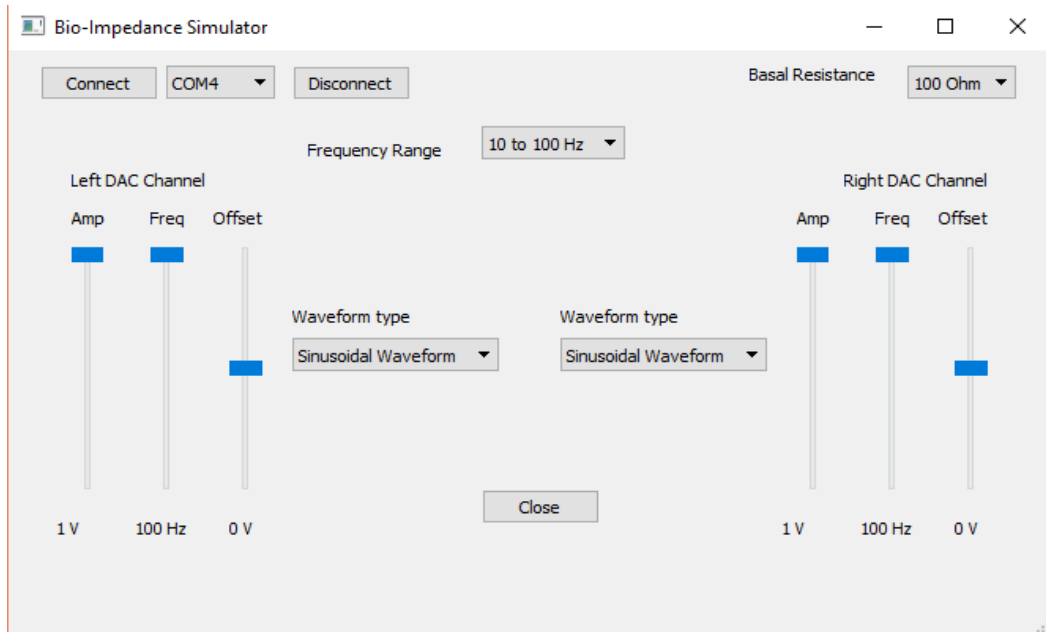 Bio-Impedance Simulator
Connect COM4 Disconnect Basal Resistance 100 Ohm
Frequency Range 10 to 100 Hz
Left DAC Channel Right DAC Channel
Amp Freq Offset Amp Freq Offset
Waveform type Waveform type
Sinusoidal Waveform Sinusoidal Waveform
Close
1 V 100 Hz 0 V 1 V 100 Hz 0 V